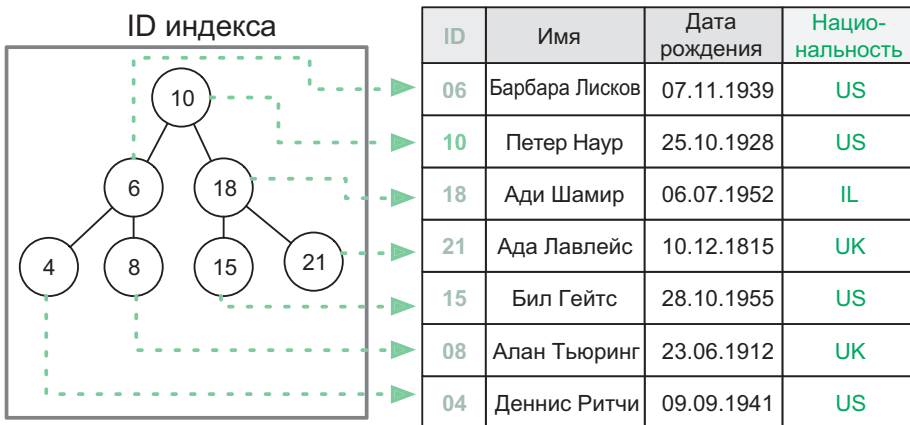 ID индекса
10
6
18
4
8
15
21
ID
Имя
Дата
рождения
Нацио-
нальность
06 Барбара Лисков 07.11.1939 US
10 Петер Наур 25.10.1928 US
18 Ади Шамир 06.07.1952 IL
21 Ада Лавлейс 10.12.1815 UK
15 Бил Гейтс 28.10.1955 US
08 Алан Тьюринг 23.06.1912 UK
04 Деннис Ритчи 09.09.1941 US